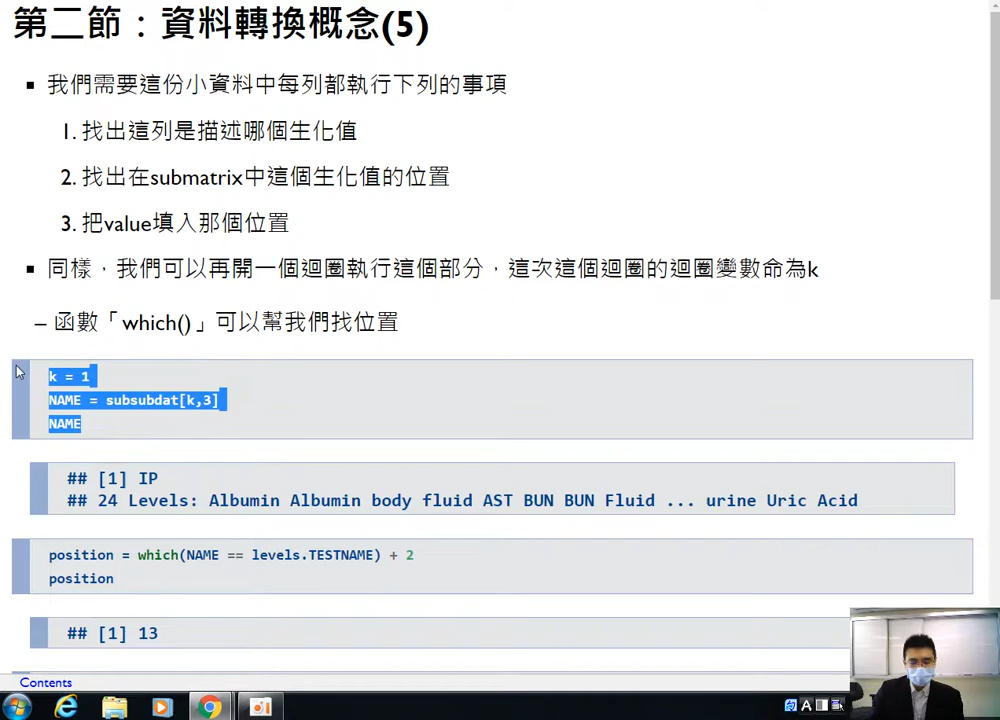 第二節：資料轉換概念(5)
▪ 我們需要這份小資料中每列都執行下列的事項
1. 找出這列是描述哪個生化值
2. 找出在submatrix中這個生化值的位置
3. 把value填入那個位置
▪ 同樣，我們可以再開一個迴圈執行這個部分，這次這個迴圈的迴圈變數命為k
– 函數「which()」可以幫我們找位置
k = 1
NAME = subsubdat[k,3]
NAME
## [1] IP
## 24 Levels: Albumin Albumin body fluid AST BUN BUN Fluid ... urine Uric Acid
position = which(NAME == levels.TESTNAME) + 2
position
## [1] 13
Contents
A